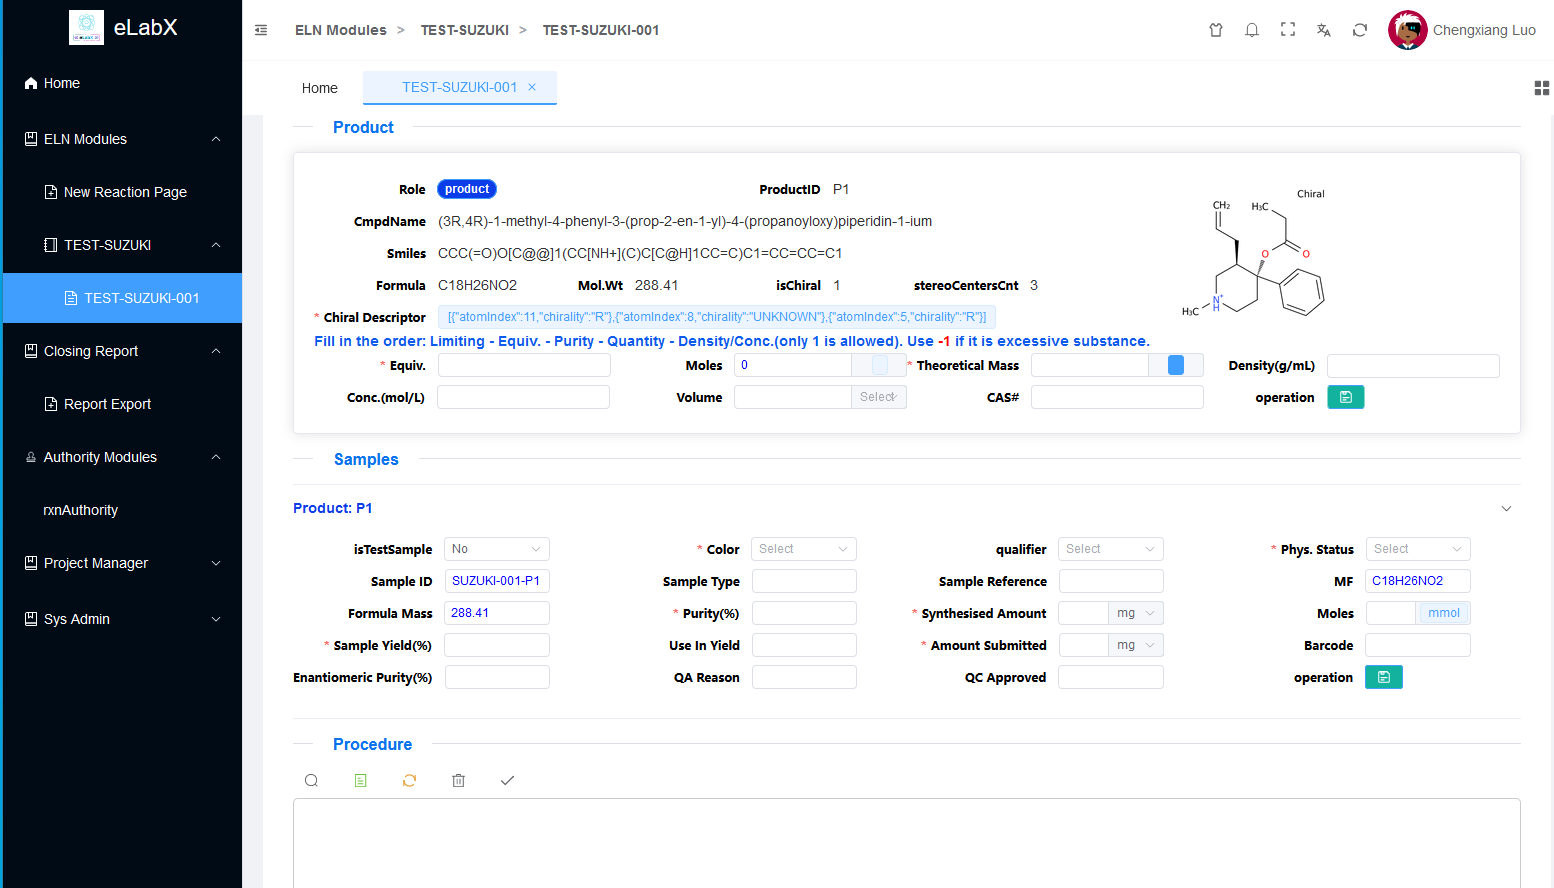 eLabX
ELN Modules > TEST-SUZUKI > TEST-SUZUKI-001
Chengxiang Luo
Home
ELN Modules
New Reaction Page
TEST-SUZUKI
TEST-SUZUKI-001
Closing Report
Report Export
Authority Modules
rxnAuthority
Project Manager
Sys Admin
Home TEST-SUZUKI-001 ×
Product
Role product ProductID P1
CmpdName (3R,4R)-1-methyl-4-phenyl-3-(prop-2-en-1-yl)-4-(propanoyloxy)piperidin-1-ium
Smiles CCC(=O)O[C@@]1(CC[NH+](C)C[C@H]1CC=C)C1=CC=CC=C1
Formula C18H26NO2 Mol.Wt 288.41 isChiral 1 stereoCentersCnt 3
* Chiral Descriptor [{"atomIndex":11,"chirality":"R"},{"atomIndex":8,"chirality":"UNKNOWN"},{"atomIndex":5,"chirality":"R"}]
Chiral
CH₂
H₃C
O
O
N⁺
H
H₃C
Fill in the order: Limiting - Equiv. - Purity - Quantity - Density/Conc.(only 1 is allowed). Use -1 if it is excessive substance.
* Equiv. Moles 0 * Theoretical Mass Density(g/mL)
Conc.(mol/L) Volume Select CAS# operation
Samples
Product: P1
isTestSample No * Color Select qualifier Select * Phys. Status Select
Sample ID SUZUKI-001-P1 Sample Type Sample Reference MF C18H26NO2
Formula Mass 288.41 * Purity(%) * Synthesised Amount mg Moles mmol
* Sample Yield(%) Use In Yield * Amount Submitted mg Barcode
Enantiomeric Purity(%) QA Reason QC Approved operation
Procedure